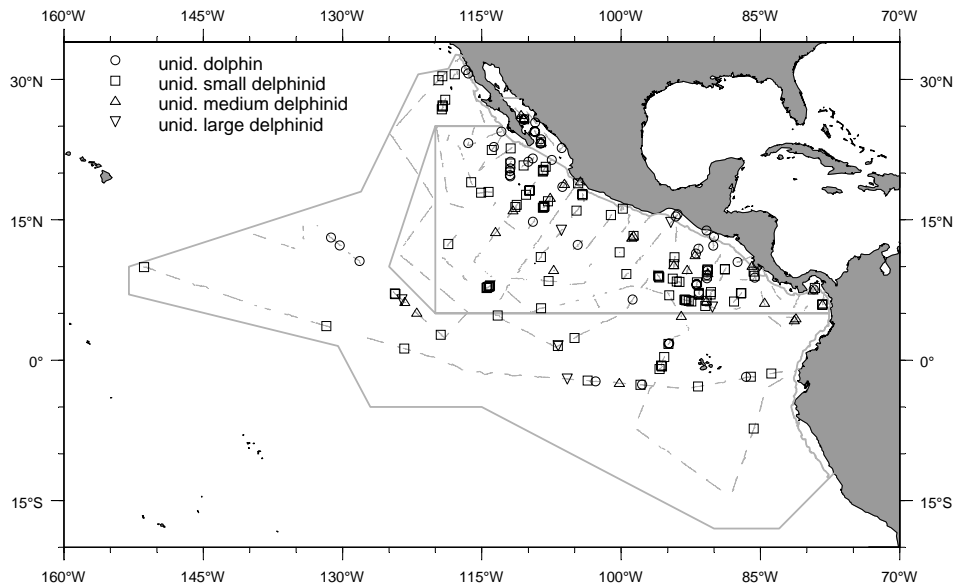 160°W 145°W 130°W 115°W 100°W 85°W 70°W
30°N 30°N
unid. dolphin
unid. small delphinid
unid. medium delphinid
unid. large delphinid
15°N 15°N
0° 0°
15°S 15°S
160°W 145°W 130°W 115°W 100°W 85°W 70°W